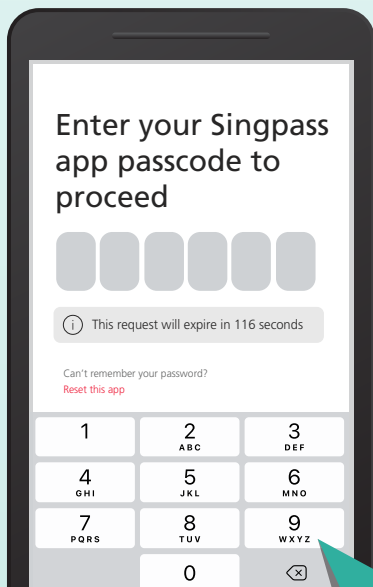 Enter your Singpass
app passcode to
proceed
This request will expire in 116 seconds
Can't remember your password?
Reset this app
1 2 3
ABC DEF
4 5 6
GHI JKL MNO
7 8 9
PQRS TUV WXYZ
0